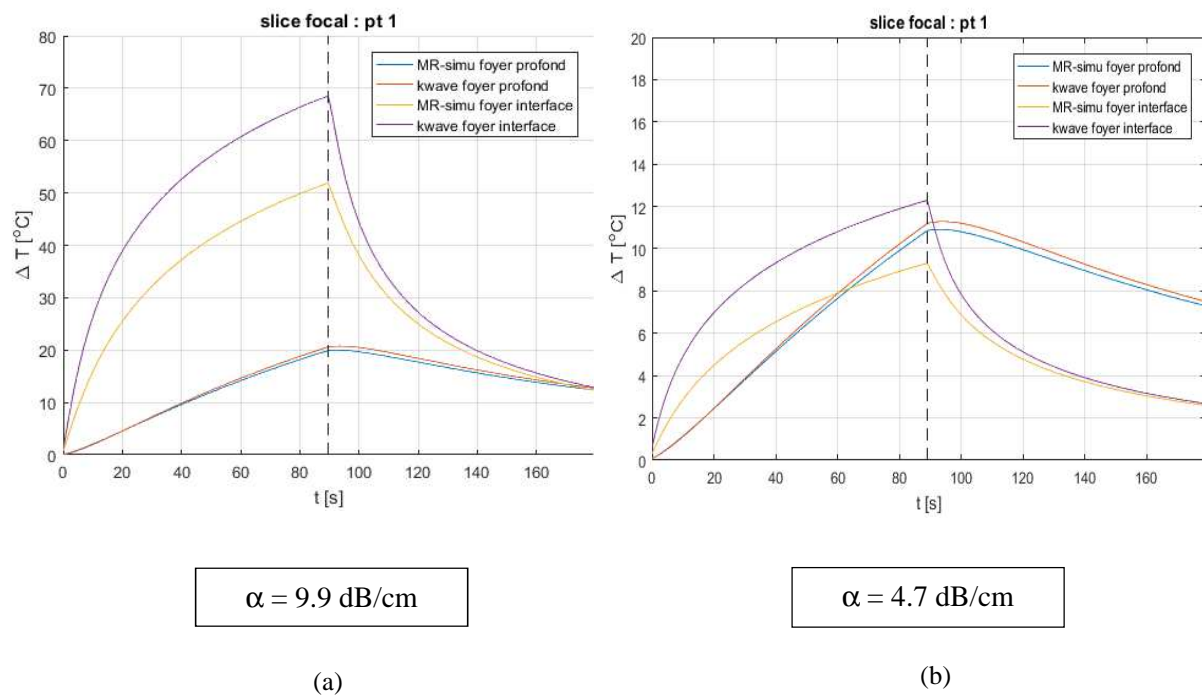 slice focal : pt 1
80
70
60
50
40
30
20
10
0
Δ T [°C]
MR-simu foyer profond
kwave foyer profond
MR-simu foyer interface
kwave foyer interface
0 20 40 60 80 100 120 140 160
t [s]
α = 9.9 dB/cm
(a)
slice focal : pt 1
20
18
16
14
12
10
8
6
4
2
0
Δ T [°C]
MR-simu foyer profond
kwave foyer profond
MR-simu foyer interface
kwave foyer interface
0 20 40 60 80 100 120 140 160
t [s]
α = 4.7 dB/cm
(b)